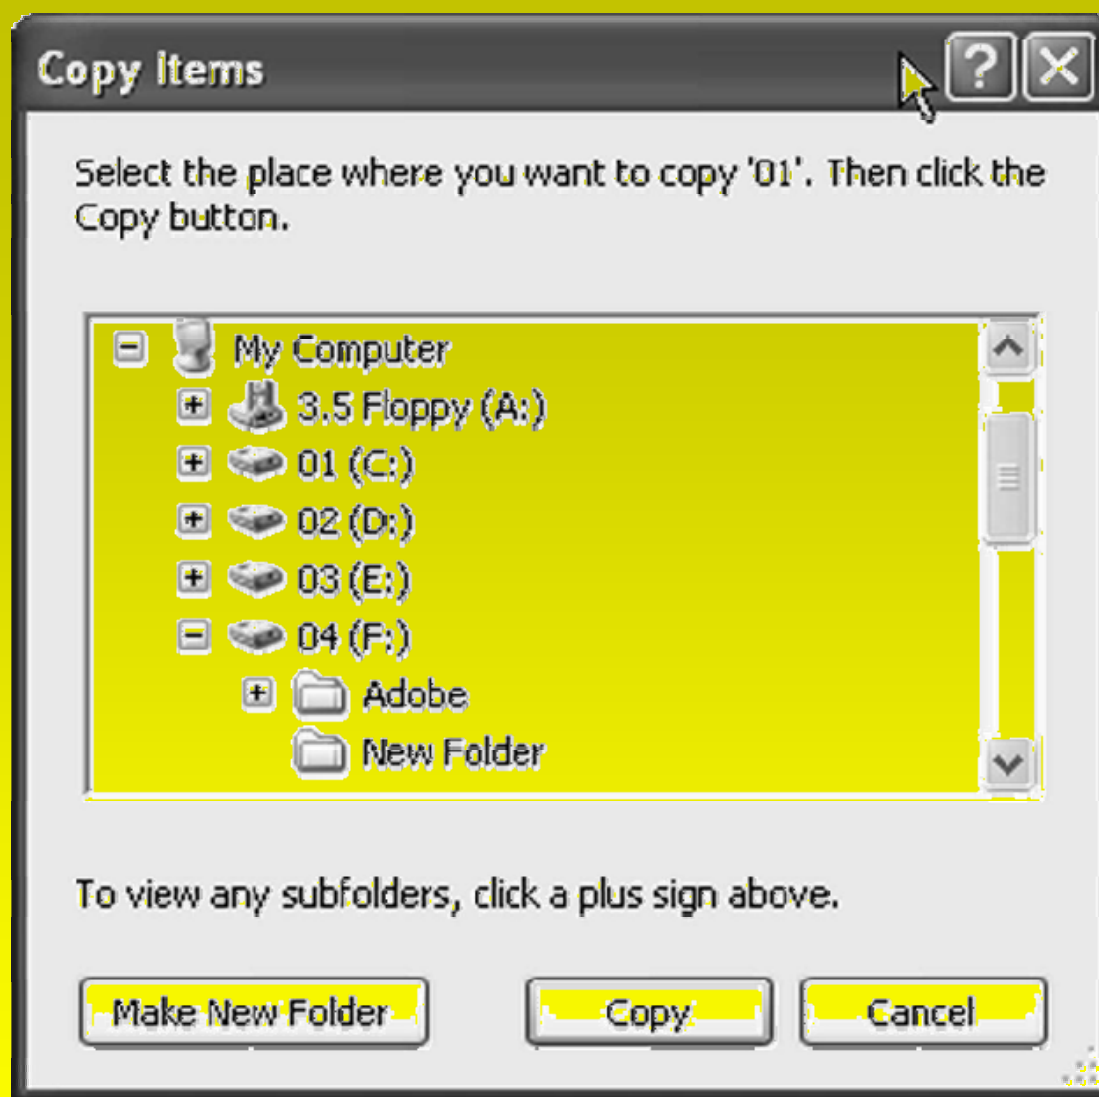 Copy Items
Select the place where you want to copy '01'. Then click the
Copy button.
My Computer
3.5 Floppy (A:)
01 (C:)
02 (D:)
03 (E:)
04 (F:)
Adobe
New Folder
To view any subfolders, click a plus sign above.
Make New Folder Copy Cancel